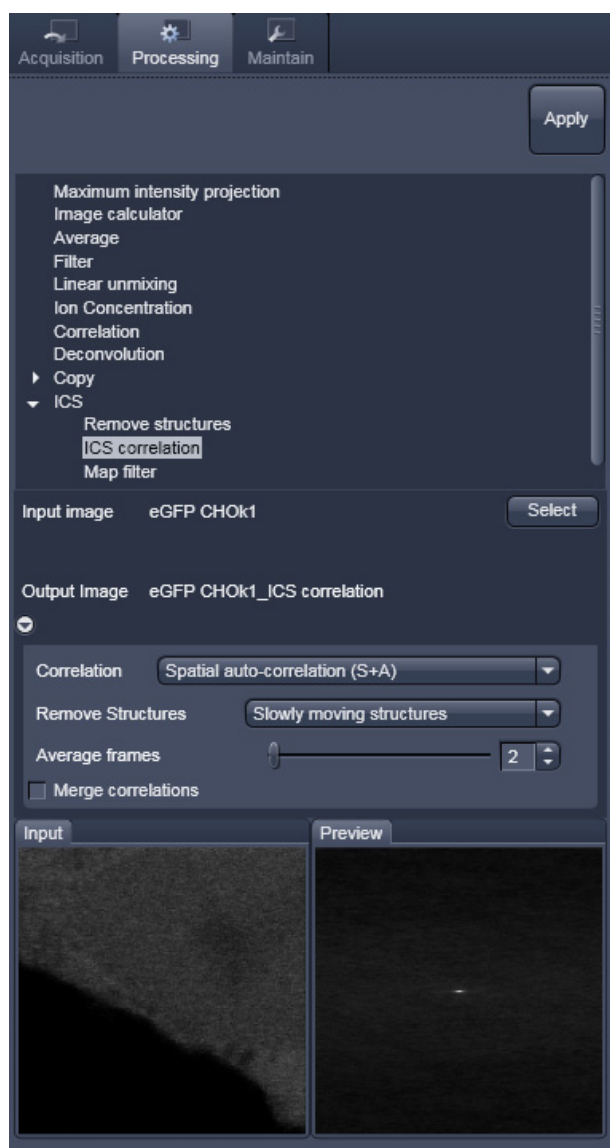 Acquisition Processing Maintain
Apply
Maximum intensity projection
Image calculator
Average
Filter
Linear unmixing
Ion Concentration
Correlation
Deconvolution
Copy
ICS
Remove structures
ICS correlation
Map filter
Input image eGFP CHOk1 Select
Output Image eGFP CHOk1_ICS correlation
Correlation Spatial auto-correlation (S+A)
Remove Structures Slowly moving structures
Average frames 2
Merge correlations
Input Preview